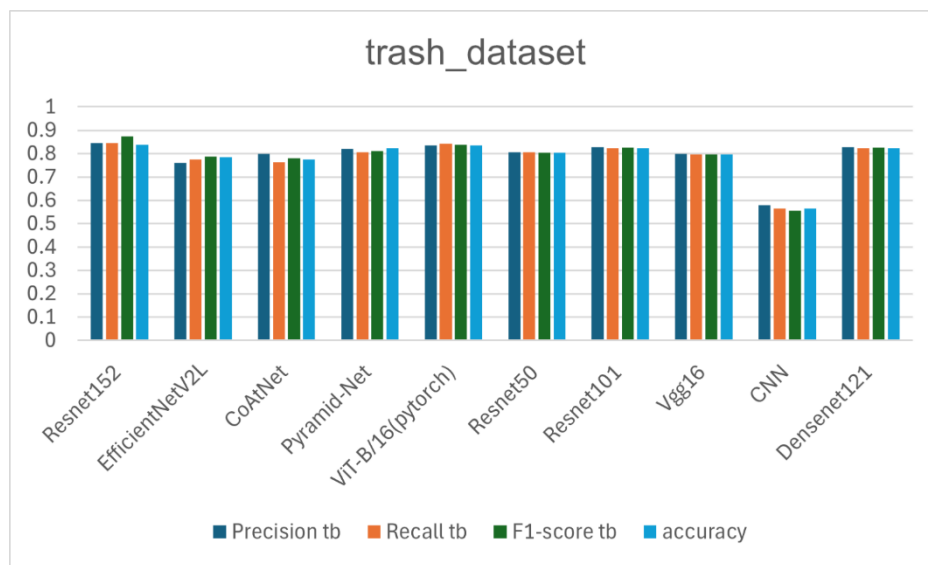 trash_dataset
1
0.9
0.8
0.7
0.6
0.5
0.4
0.3
0.2
0.1
0
Resnet152
EfficientNetV2L
CoAtNet
Pyramid-Net
ViT-B/16(pytorch)
Resnet50
Resnet101
Vgg16
CNN
Densenet121
Precision tb Recall tb F1-score tb accuracy